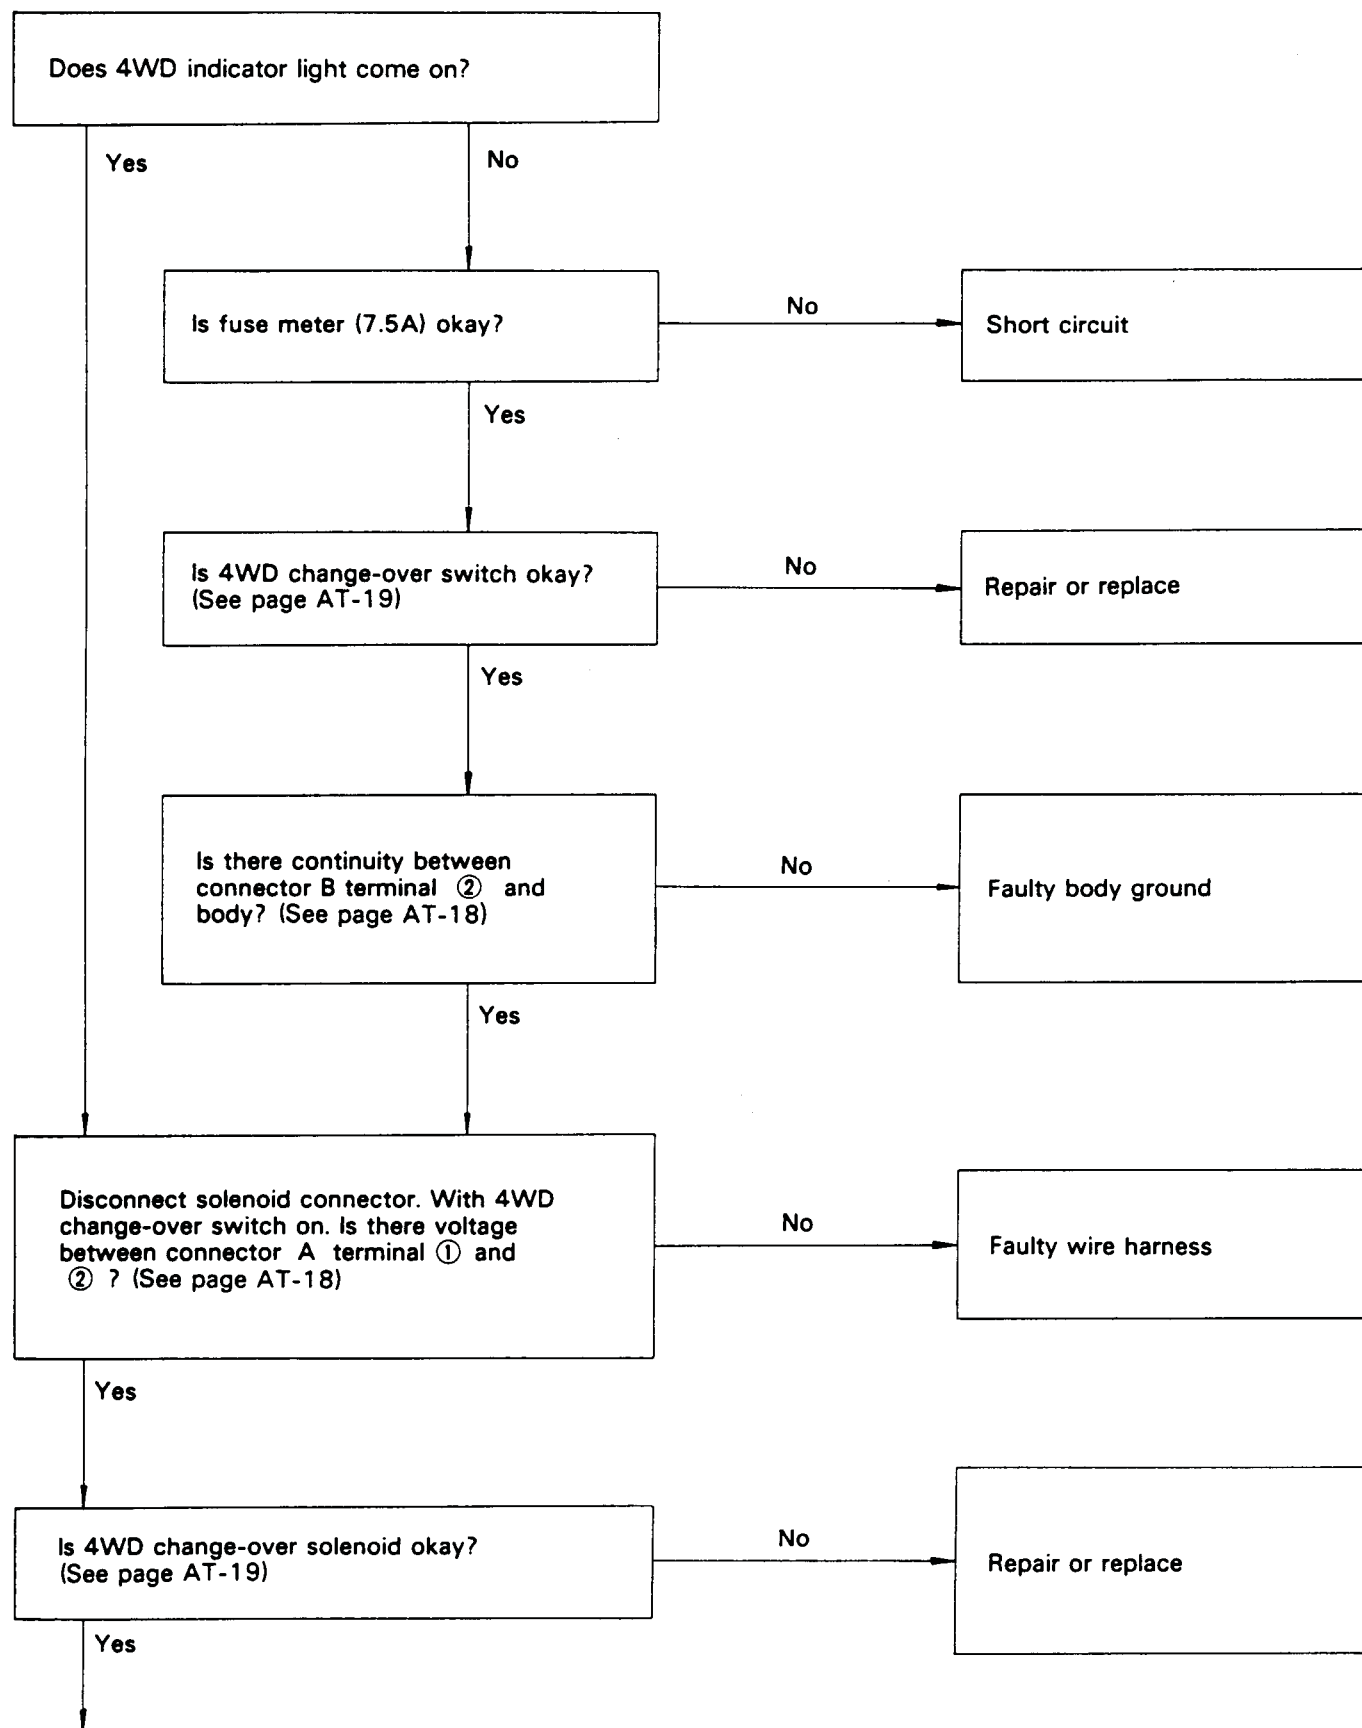 Does 4WD indicator light come on?
Yes
No
Is fuse meter (7.5A) okay?
No
Short circuit
Yes
Is 4WD change-over switch okay?
(See page AT-19)
No
Repair or replace
Yes
Is there continuity between
connector B terminal ② and
body? (See page AT-18)
No
Faulty body ground
Yes
Disconnect solenoid connector. With 4WD
change-over switch on. Is there voltage
between connector A terminal ① and
② ? (See page AT-18)
No
Faulty wire harness
Yes
Is 4WD change-over solenoid okay?
(See page AT-19)
No
Repair or replace
Yes